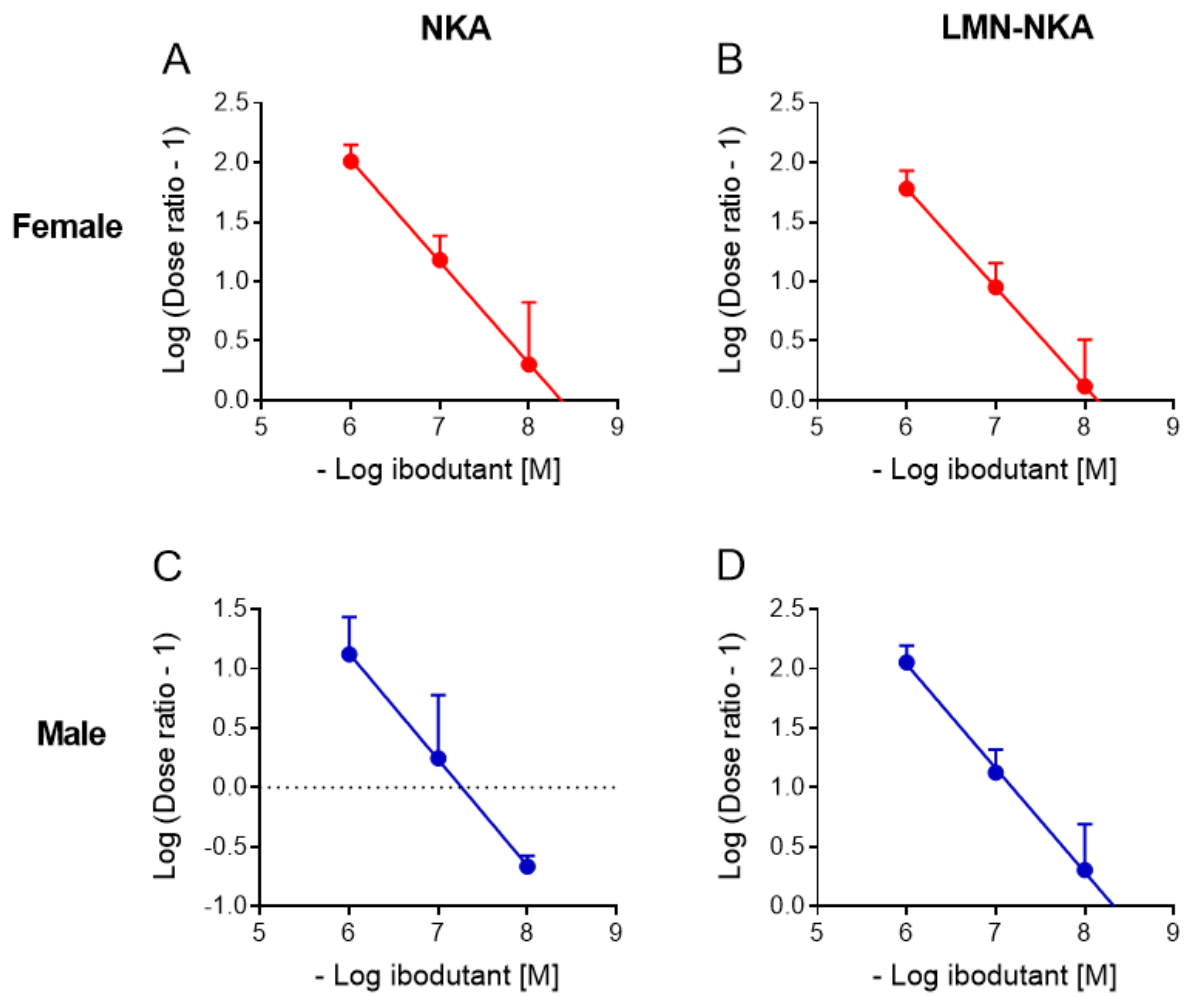 NKA
LMN-NKA
A
B
Female
Log (Dose ratio - 1)
2.5
2.0
1.5
1.0
0.5
0.0
5 6 7 8 9
- Log ibodutant [M]
Log (Dose ratio - 1)
2.5
2.0
1.5
1.0
0.5
0.0
5 6 7 8 9
- Log ibodutant [M]
C
D
Male
Log (Dose ratio - 1)
1.5
1.0
0.5
0.0
-0.5
-1.0
5 6 7 8 9
- Log ibodutant [M]
Log (Dose ratio - 1)
2.5
2.0
1.5
1.0
0.5
0.0
5 6 7 8 9
- Log ibodutant [M]